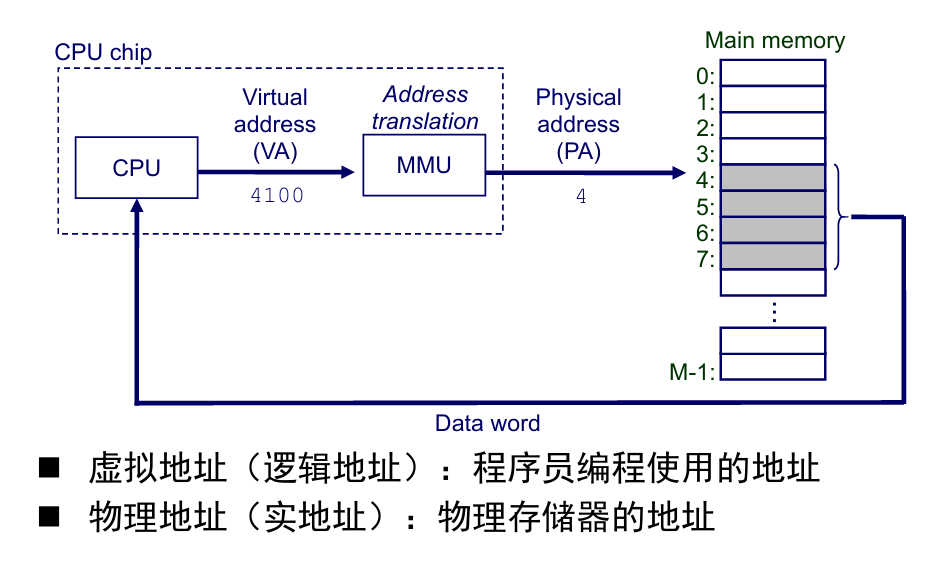 CPU chip
Main memory
Virtual
address
(VA)
Address
translation
Physical
address
(PA)
CPU
MMU
4100
4
0:
1:
2:
3:
4:
5:
6:
7:
⋮
M-1:
Data word
■ 虚拟地址（逻辑地址）：程序员编程使用的地址
■ 物理地址（实地址）：物理存储器的地址